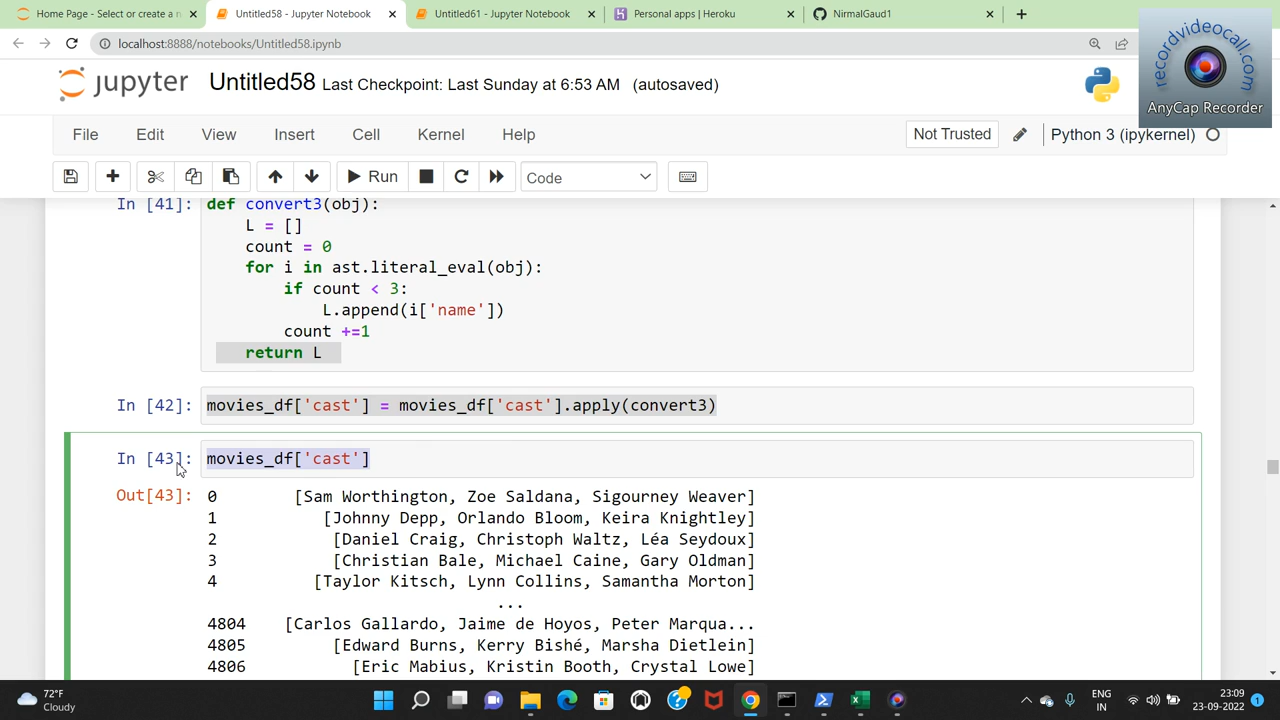 Home Page - Select or create a n
Untitled58 - Jupyter Notebook
Untitled61 - Jupyter Notebook
Personal apps | Heroku
NirmalGaud1
localhost:8888/notebooks/Untitled58.ipynb
recordvideocall.com
AnyCap Recorder
jupyter Untitled58 Last Checkpoint: Last Sunday at 6:53 AM (autosaved)
File Edit View Insert Cell Kernel Help
Not Trusted
Python 3 (ipykernel)
Run
Code
In [41]: def convert3(obj):
L = []
count = 0
for i in ast.literal_eval(obj):
if count < 3:
L.append(i['name'])
count +=1
return L
In [42]: movies_df['cast'] = movies_df['cast'].apply(convert3)
In [43]: movies_df['cast']
Out[43]: 0 [Sam Worthington, Zoe Saldana, Sigourney Weaver]
1 [Johnny Depp, Orlando Bloom, Keira Knightley]
2 [Daniel Craig, Christoph Waltz, Léa Seydoux]
3 [Christian Bale, Michael Caine, Gary Oldman]
4 [Taylor Kitsch, Lynn Collins, Samantha Morton]
...
4804 [Carlos Gallardo, Jaime de Hoyos, Peter Marqua...
4805 [Edward Burns, Kerry Bishé, Marsha Dietlein]
4806 [Eric Mabius, Kristin Booth, Crystal Lowe]
72°F
Cloudy
ENG
IN
23:09
23-09-2022
1